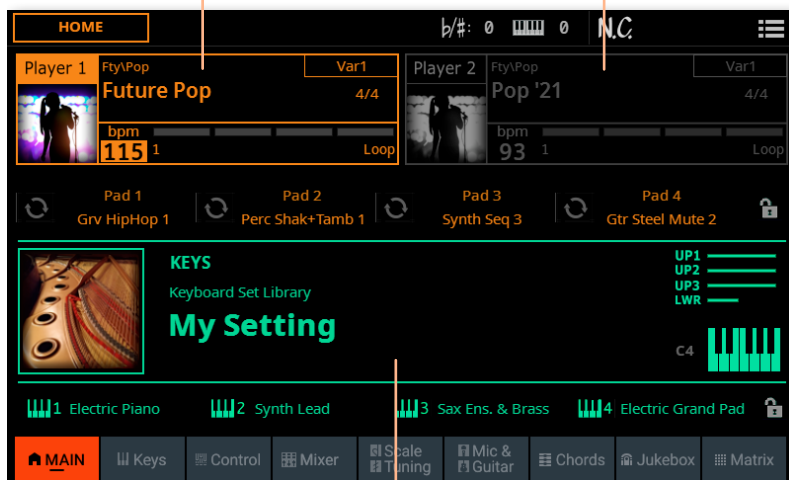 HOME
b/#: 0 0 N.C.
Player 1 Fty\Pop Var1
Future Pop 4/4
bpm
115 1 Loop
Player 2 Fty\Pop Var1
Pop '21 4/4
bpm
93 1 Loop
Pad 1
Grv HipHop 1
Pad 2
Perc Shak+Tamb 1
Pad 3
Synth Seq 3
Pad 4
Gtr Steel Mute 2
KEYS
Keyboard Set Library
My Setting
UP1
UP2
UP3
LWR
C4
1 Electric Piano
2 Synth Lead
3 Sax Ens. & Brass
4 Electric Grand Pad
MAIN
Keys
Control
Mixer
Scale
Tuning
Mic &
Guitar
Chords
Jukebox
Matrix